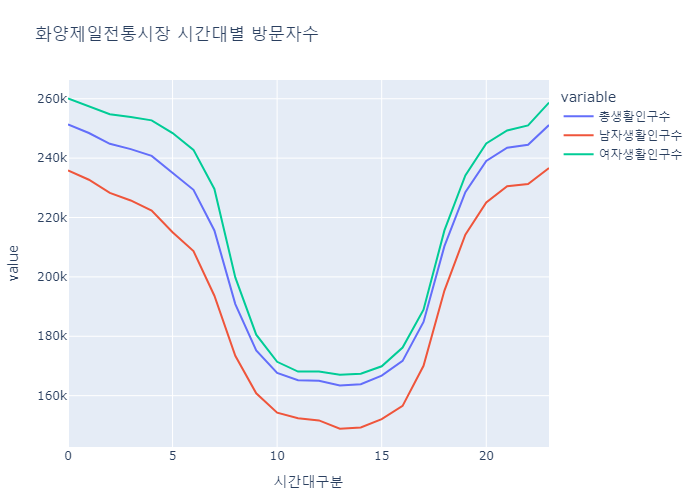 화양제일전통시장 시간대별 방문자수
variable
총생활인구수
남자생활인구수
여자생활인구수
260k
240k
220k
200k
180k
160k
value
0
5
10
15
20
시간대구분